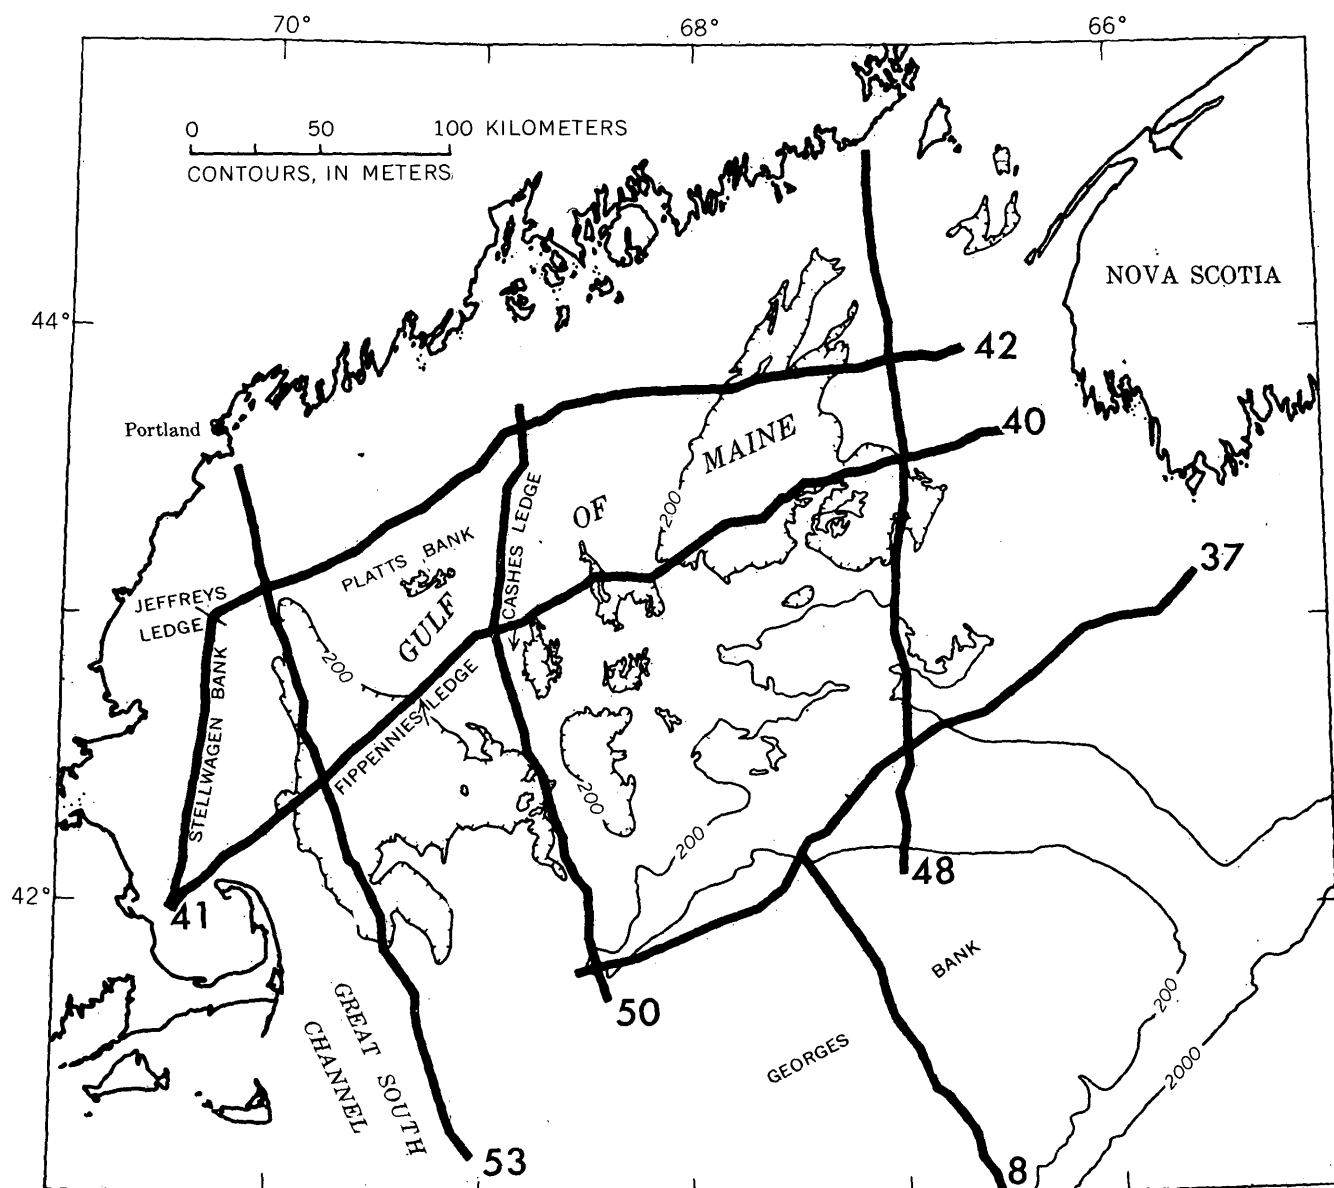 70°
68°
66°
0 50 100 KILOMETERS
CONTOURS, IN METERS
NOVA SCOTIA
44°
42
40
Portland
MAINE
OF
GULF
200
CASHES LEDGE
PLATTS BANK
37
JEFFREYS
LEDGE
200
STELLWAGEN BANK
FIPPENNIES LEDGE
200
200
48
42°
41
BANK
GEORGES
50
200
2000
GREAT SOUTH
CHANNEL
53
8